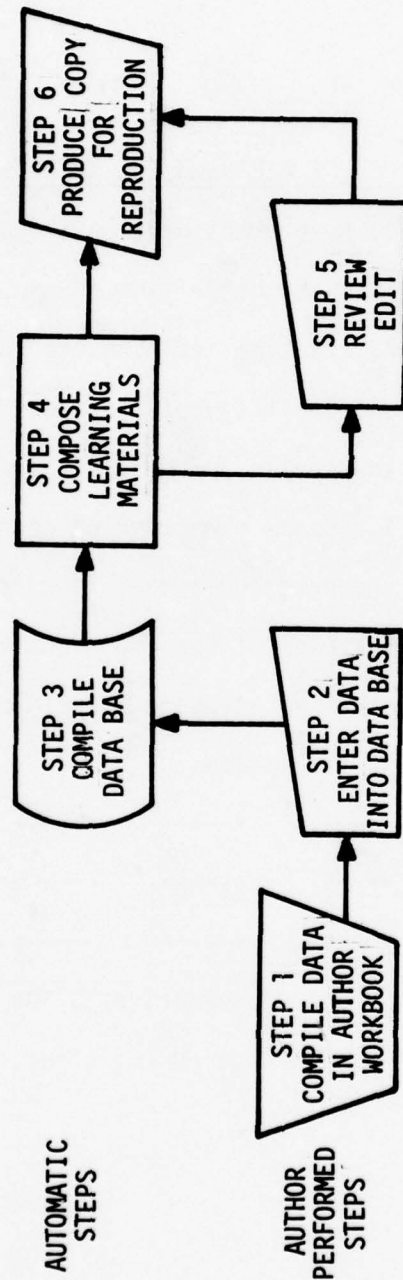 AUTOMATIC
STEPS
STEP 3
COMPILE
DATA BASE
STEP 4
COMPOSE
LEARNING
MATERIALS
STEP 6
PRODUCE COPY
FOR
REPRODUCTION
AUTHOR
PERFORMED
STEPS
STEP 1
COMPILE DATA
IN AUTHOR
WORKBOOK
STEP 2
ENTER DATA
INTO DATA BASE
STEP 5
REVIEW
EDIT